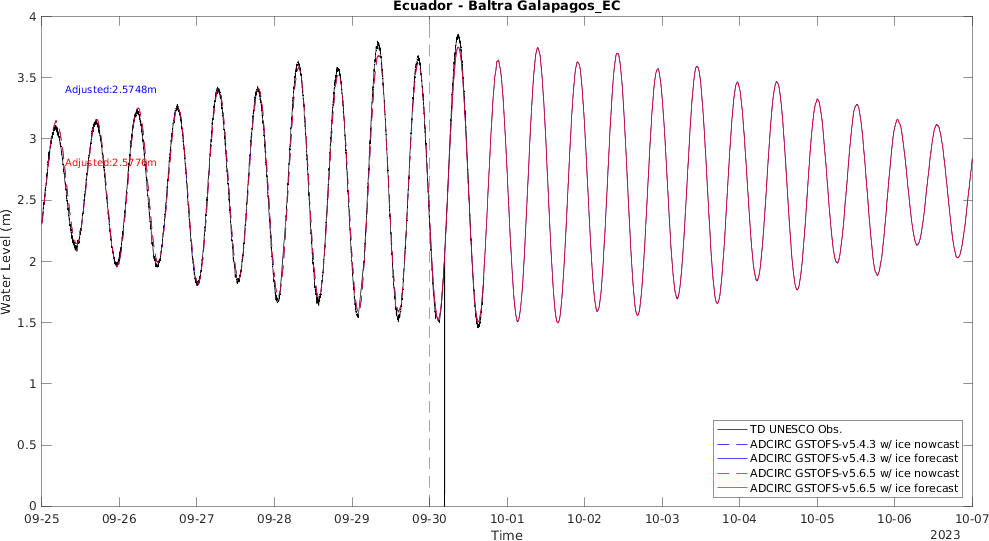 Ecuador - Baltra Galapagos_EC
4
3.5
3
2.5
2
1.5
1
0.5
0
Water Level (m)
Adjusted:2.5748m
Adjusted:2.5776m
TD UNESCO Obs.
ADCIRC GSTOFS-v5.4.3 w/ ice nowcast
ADCIRC GSTOFS-v5.4.3 w/ ice forecast
ADCIRC GSTOFS-v5.6.5 w/ ice nowcast
ADCIRC GSTOFS-v5.6.5 w/ ice forecast
09-25 09-26 09-27 09-28 09-29 09-30 10-01 10-02 10-03 10-04 10-05 10-06 10-07
Time
2023